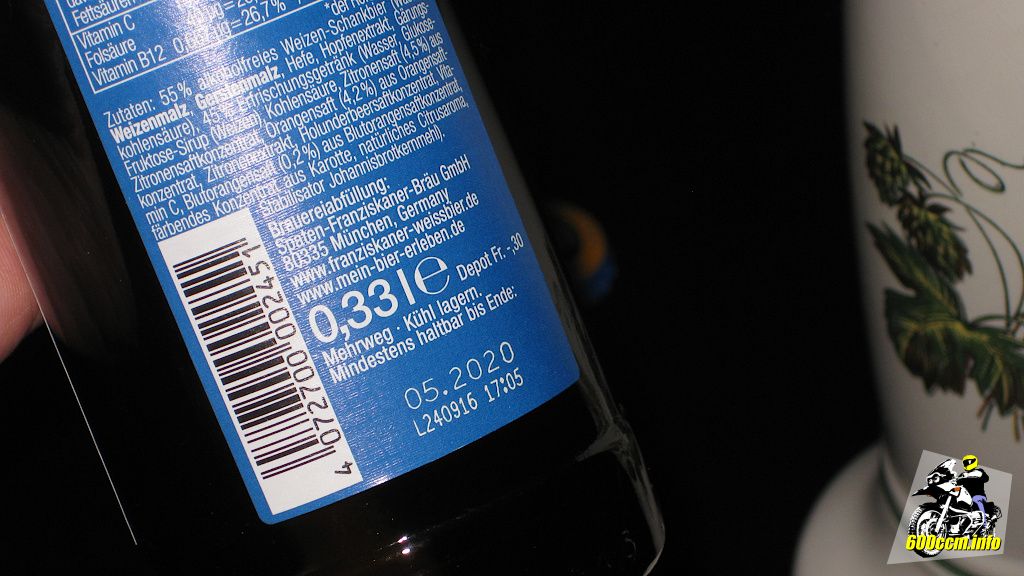 Fettsäuren
Vitamin C
Folsäure
Vitamin B12 =26,7%
Zutaten: 55% alkoholfreies Weizen-Schankbier
Weizenmalz, Gerstenmalz, Hefe, Hopfenextrakt, Gärungs-
kohlensäure), 45% Erfrischungsgetränk (Wasser, Glukose-
Fruktose-Sirup, Kohlensäure, Zitronensaft (4,5%) aus
Zitronensaftkonzentrat, Orangensaft (4,2%) aus Orangensaft-
konzentrat, Zitronenextrakt, Holunderbeersaftkonzentrat, Vita-
min C, Blutorangensaft (0,2%) aus Blutorangensaftkonzentrat,
färbendes Konzentrat aus Karotte, natürliches Citrusaroma,
Stabilisator Johannisbrotkernmehl).
Brauereiabfüllung:
Spaten-Franziskaner-Bräu GmbH
80335 München, Germany
www.franziskaner-weissbier.de
www.mein-bier-erleben.de
0,33 l e Depot Fr. -,30
Mehrweg · Kühl lagern.
Mindestens haltbar bis Ende:
05.2020
L240916 17:05
4 072700 002451
600ccm.info